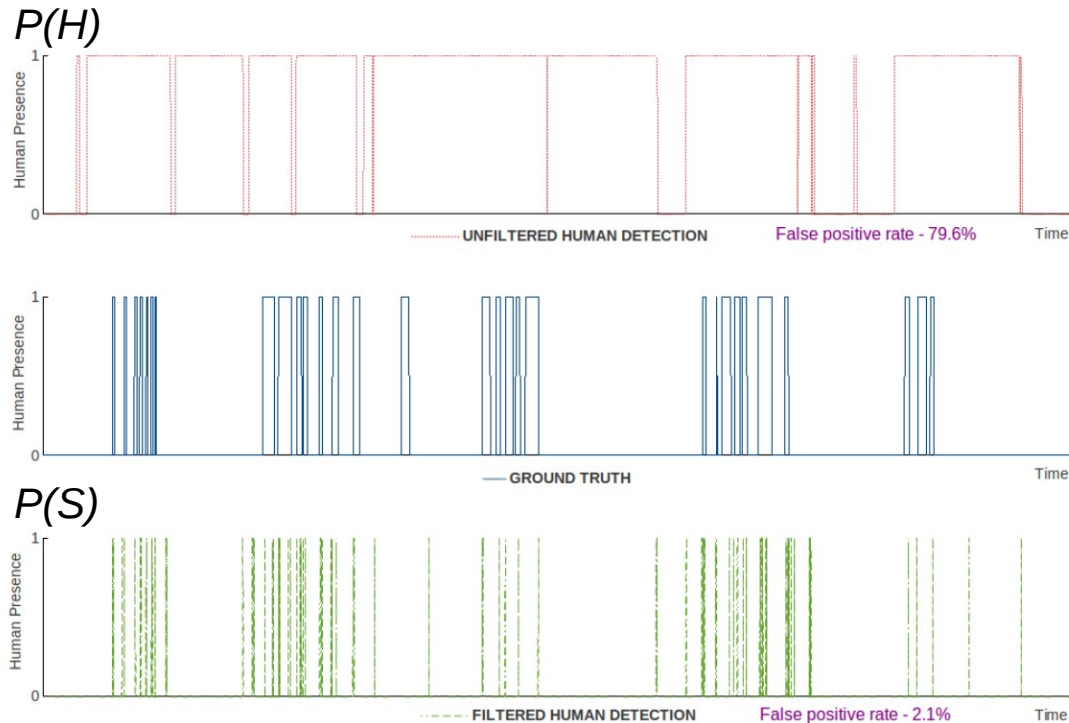 P(H)
1
Human Presence
0
UNFILTERED HUMAN DETECTION
False positive rate - 79.6%
Time
1
Human Presence
0
GROUND TRUTH
Time
P(S)
1
Human Presence
0
FILTERED HUMAN DETECTION
False positive rate - 2.1%
Time